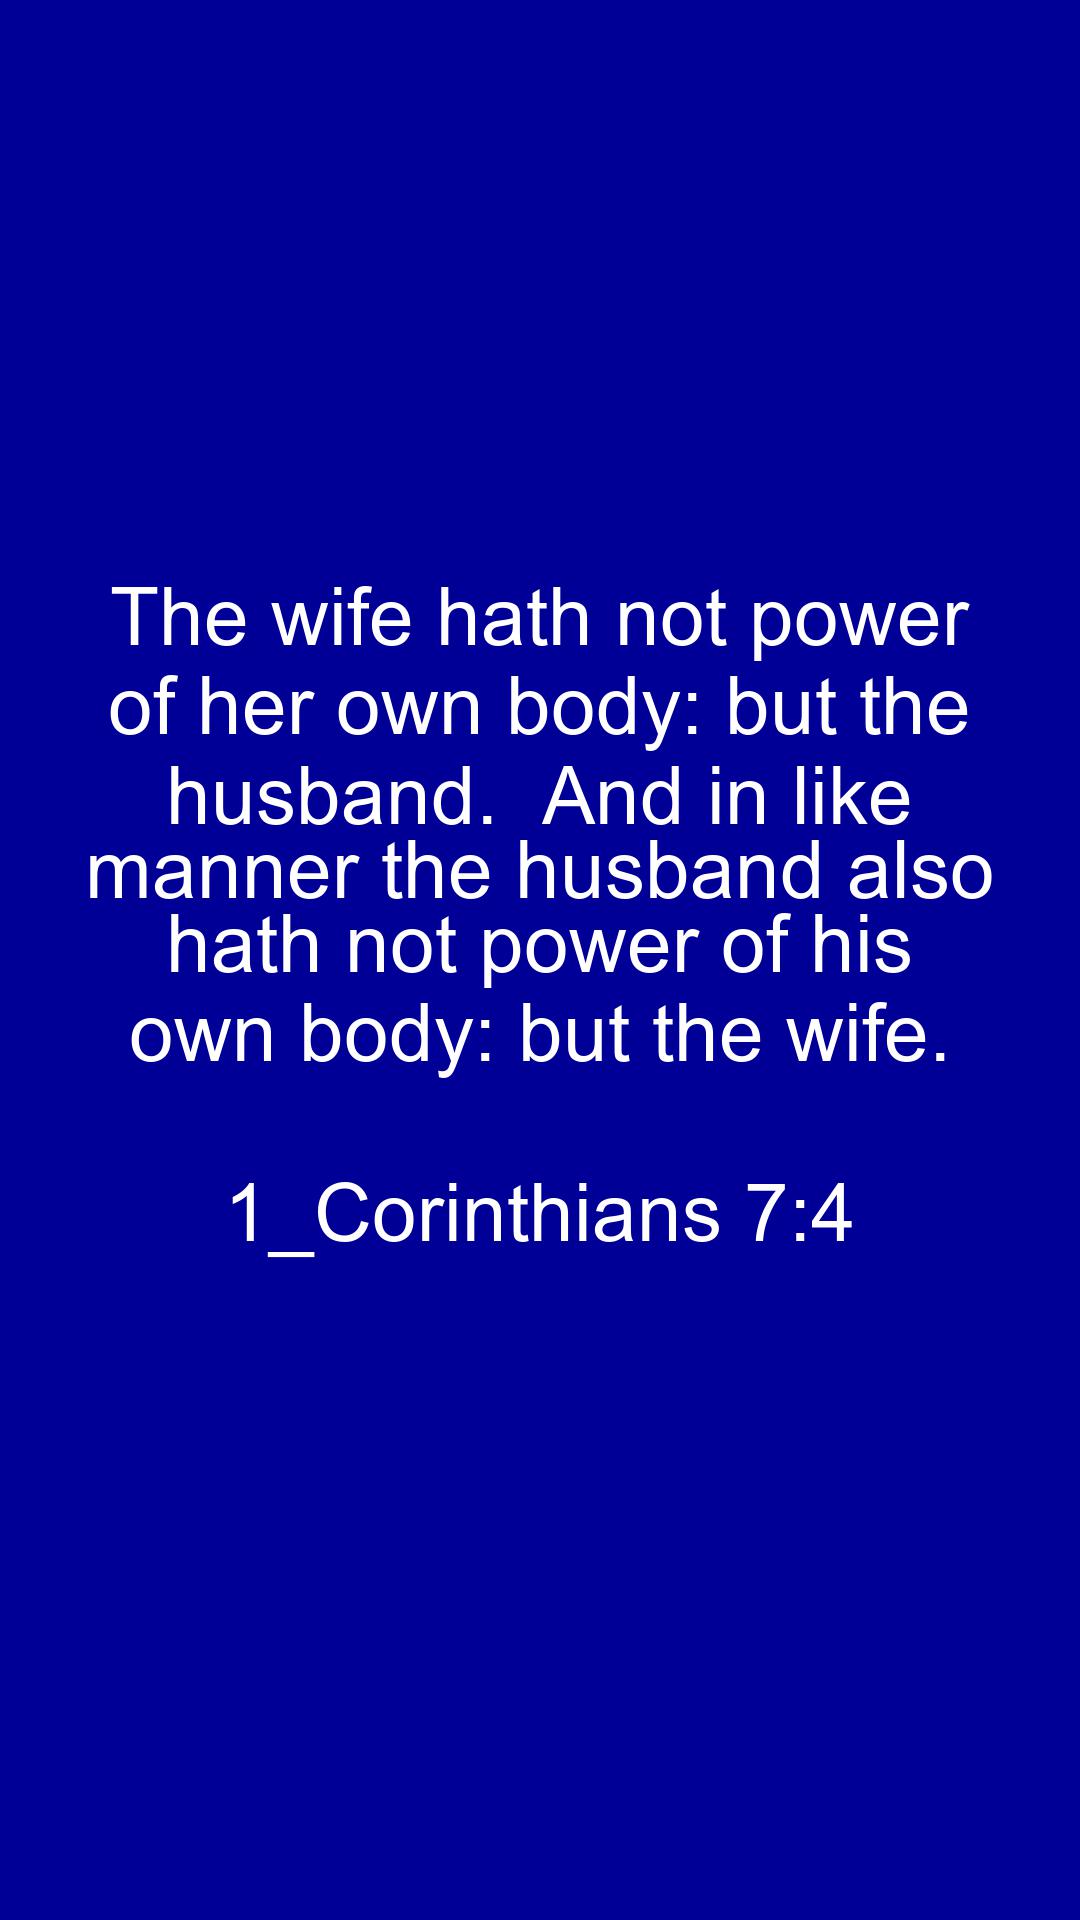 The wife hath not power
of her own body: but the
husband.  And in like
manner the husband also
hath not power of his
own body: but the wife.
1_Corinthians 7:4